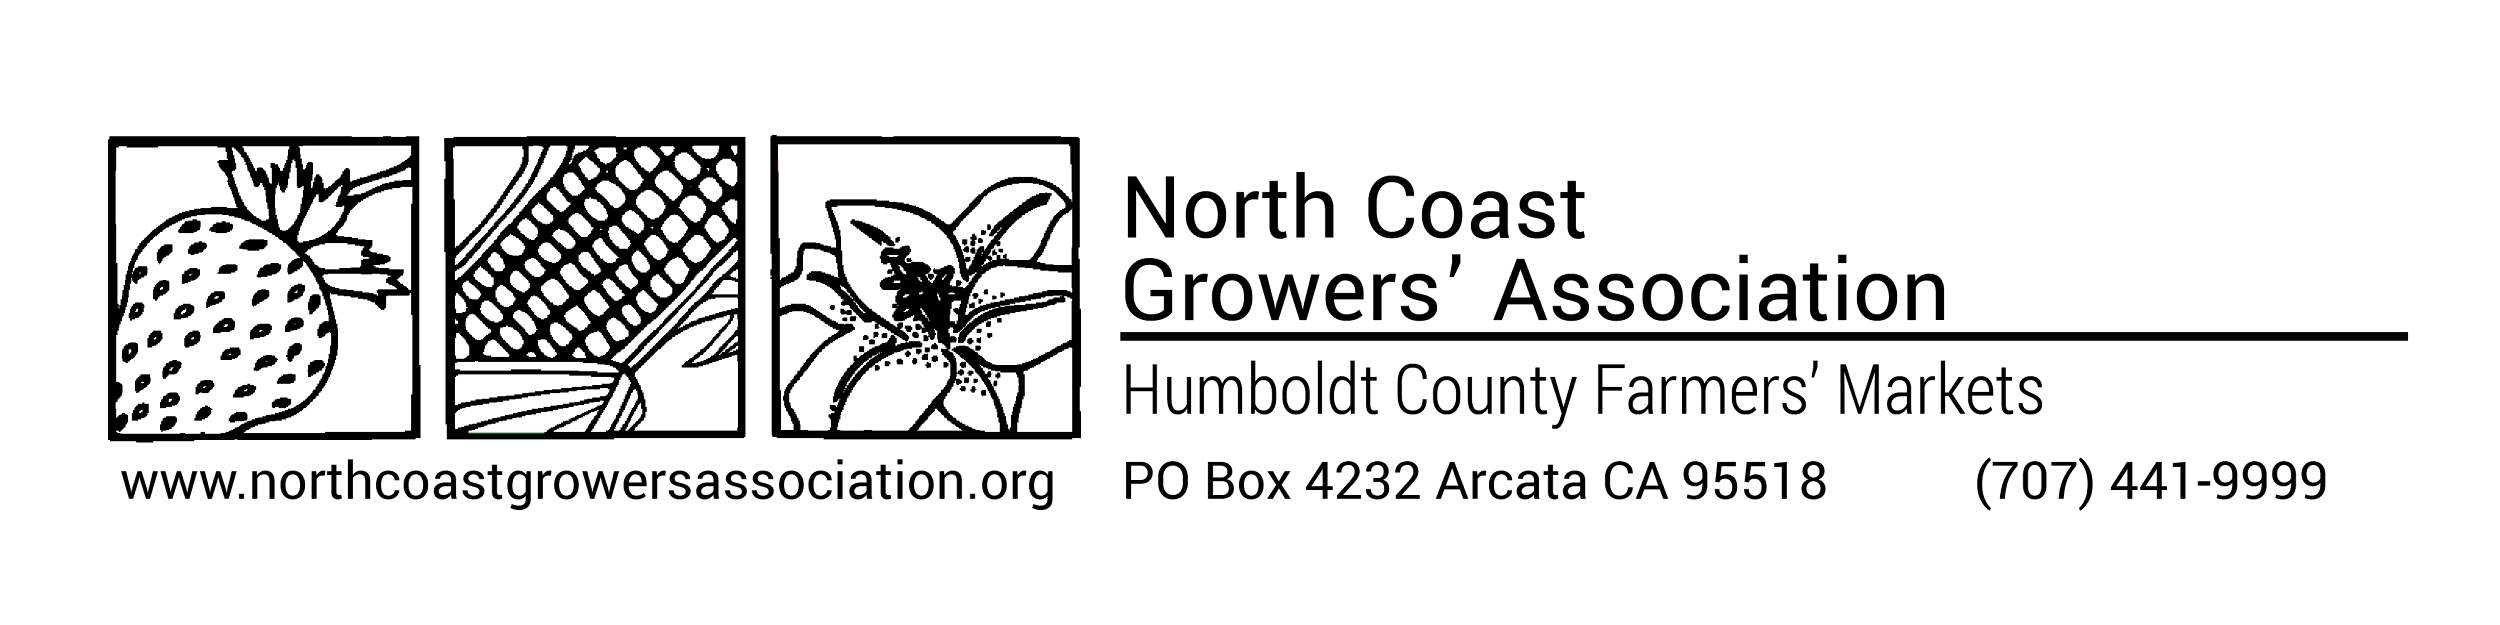 North Coast
Growers' Association
Humboldt County Farmers' Markets
www.northcoastgrowersassociation.org
PO Box 4232 Arcata CA 95518 (707) 441-9999